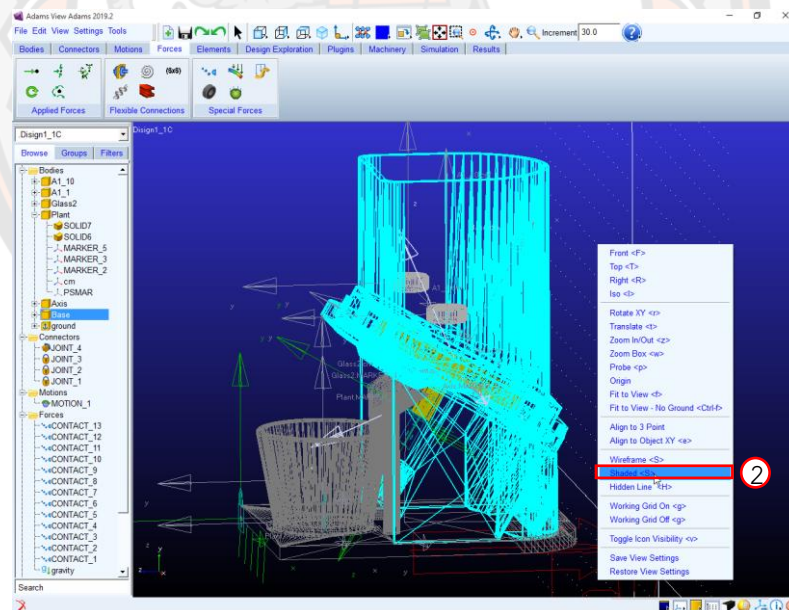 Adams View Adams 2019.2
File Edit View Settings Tools
Increment 30.0
Bodies Connectors Motions Forces Elements Design Exploration Plugins Machinery Simulation Results
(6x6)
Applied Forces Flexible Connections Special Forces
Disign1_1C
Disign1_1C
Browse Groups Filters
Bodies
A1_10
A1_1
Glass2
Plant
SOLID7
SOLID6
MARKER_5
MARKER_3
MARKER_2
cm
PSMAR
Axis
Base
ground
Connectors
JOINT_4
JOINT_3
JOINT_2
JOINT_1
Motions
MOTION_1
Forces
CONTACT_13
CONTACT_12
CONTACT_11
CONTACT_10
CONTACT_9
CONTACT_8
CONTACT_7
CONTACT_6
CONTACT_5
CONTACT_4
CONTACT_3
CONTACT_2
CONTACT_1
gravity
Search
Front <F>
Top <T>
Right <R>
Iso <I>
Rotate XY <r>
Translate <t>
Zoom In/Out <z>
Zoom Box <w>
Probe <p>
Origin
Fit to View <f>
Fit to View - No Ground <Ctrl-f>
Align to 3 Point
Align to Object XY <e>
Wireframe <S>
Shaded <S>
Hidden Line <H>
Working Grid On <g>
Working Grid Off <g>
Toggle Icon Visibility <v>
Save View Settings
Restore View Settings
2